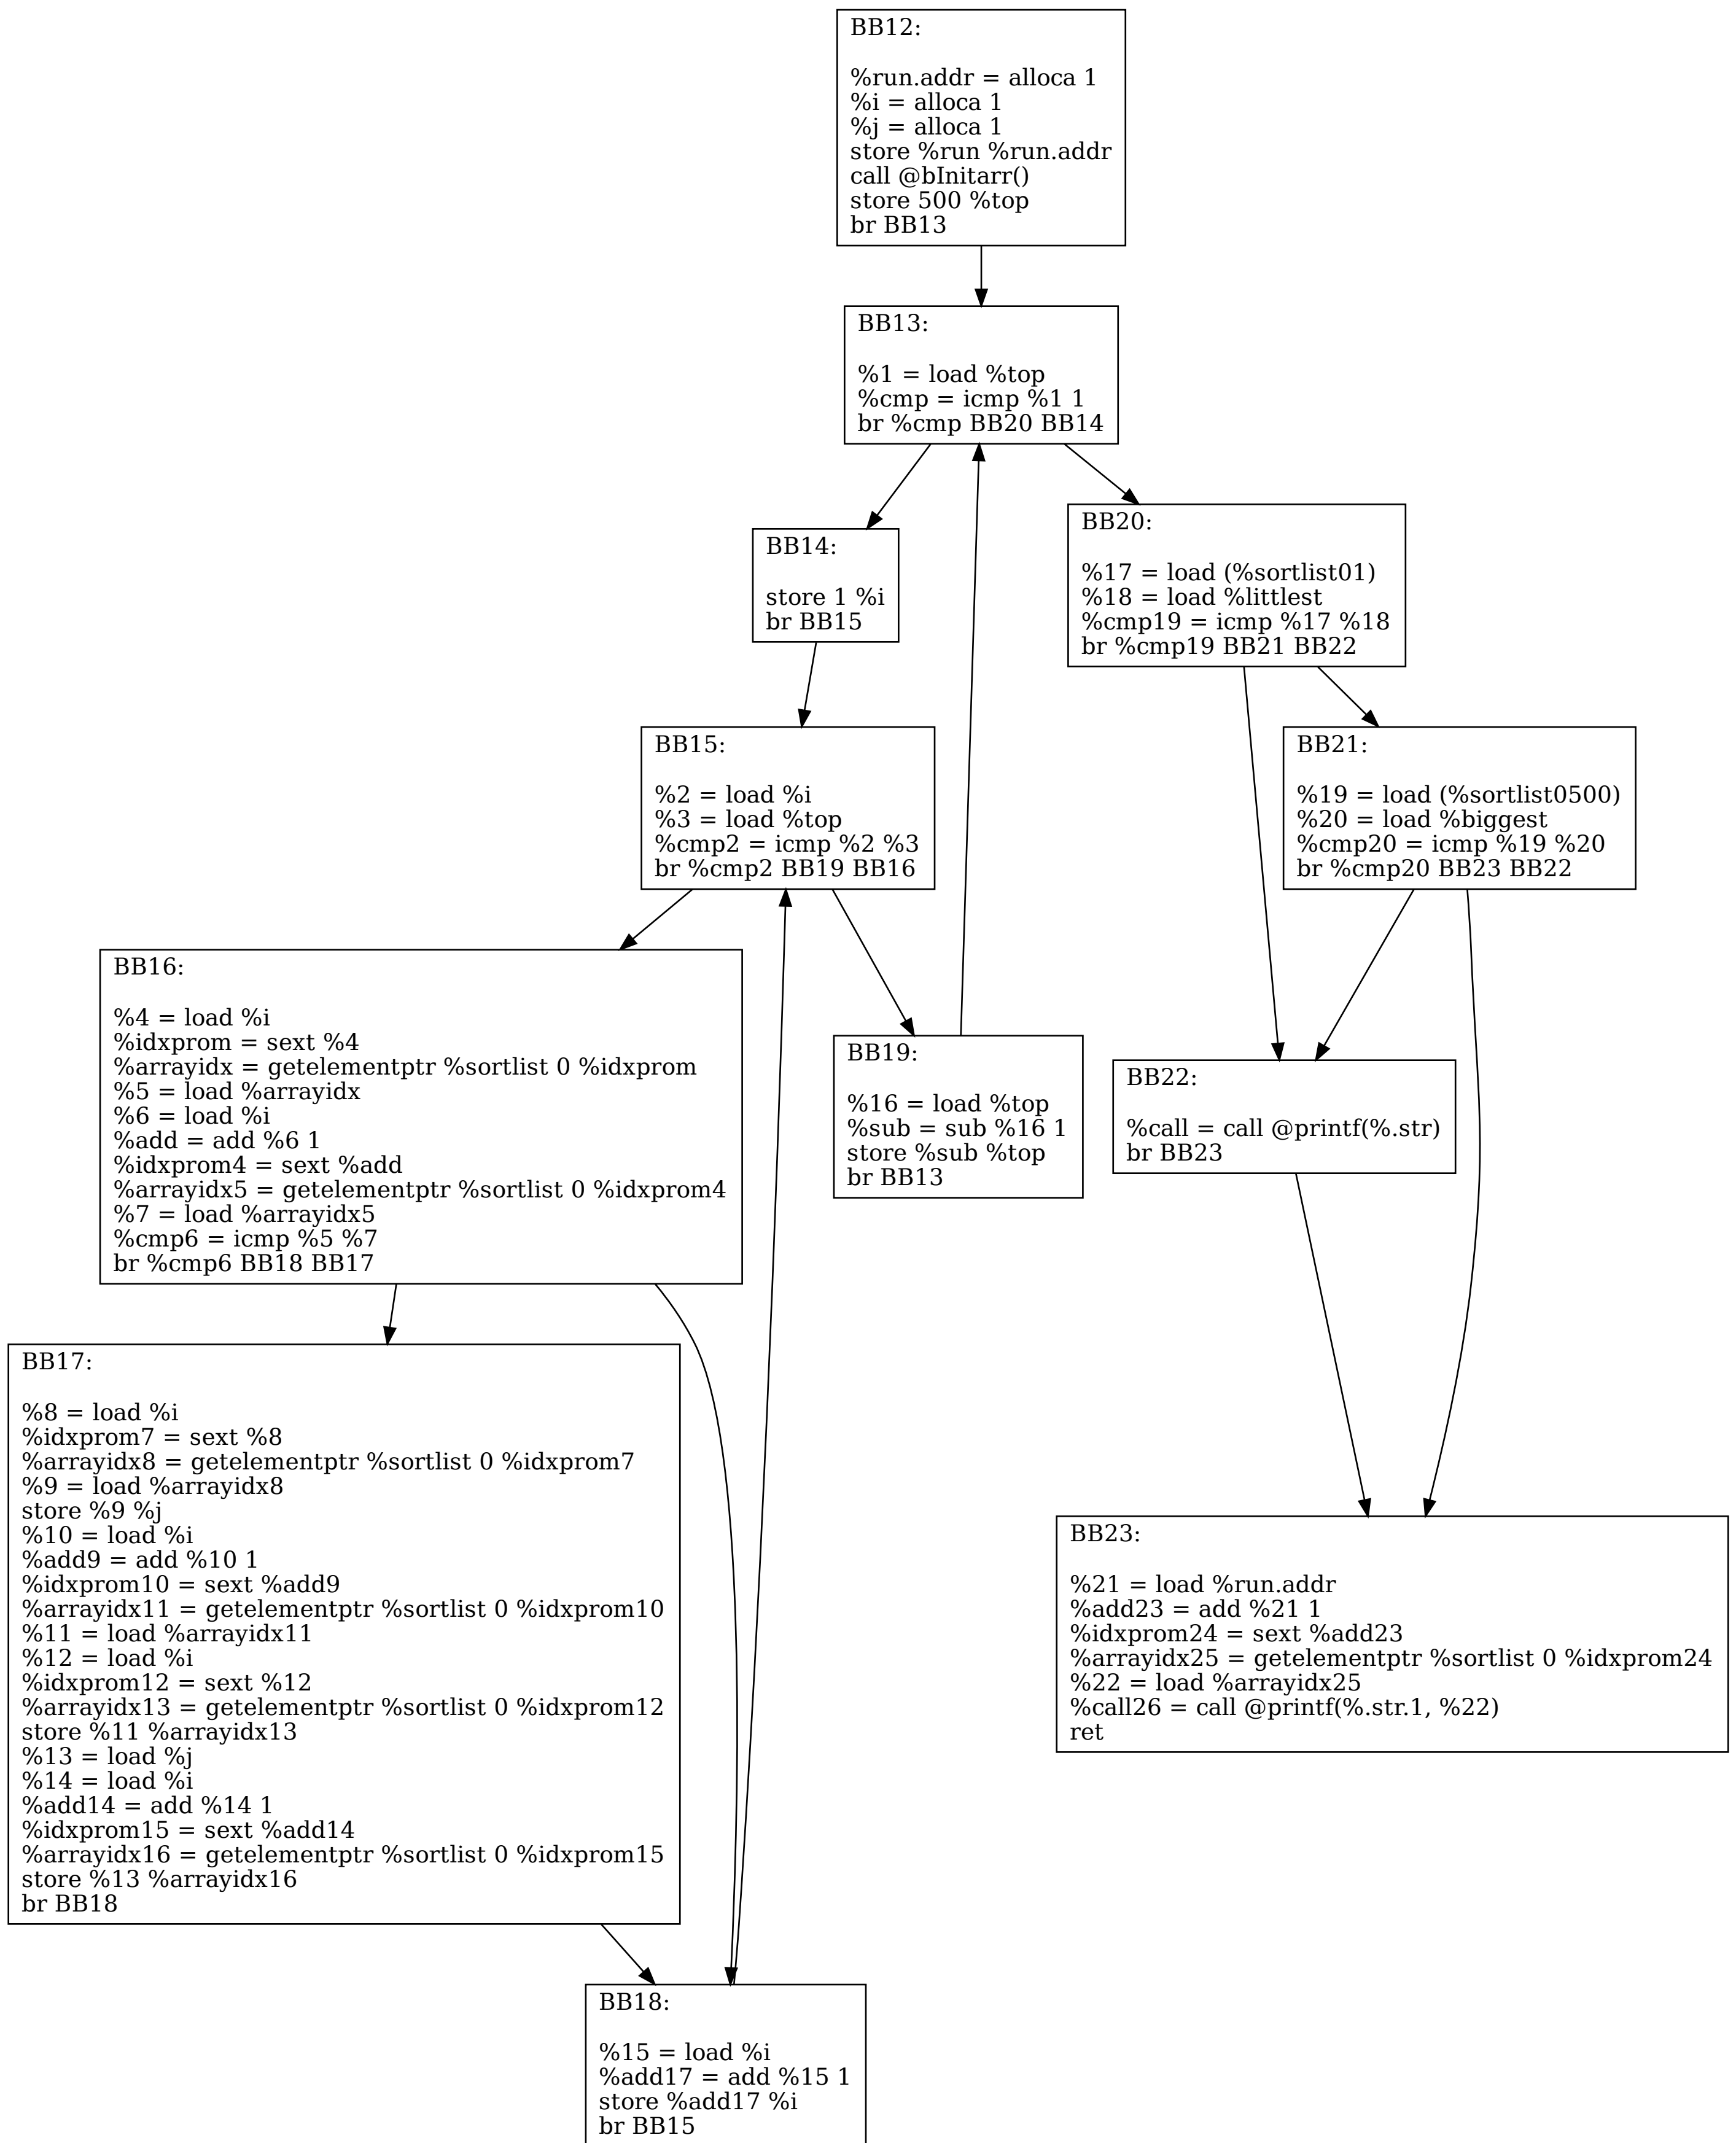 BB12:
%run.addr = alloca 1
%i = alloca 1
%j = alloca 1
store %run %run.addr
call @bInitarr()
store 500 %top
br BB13
BB13:
%1 = load %top
%cmp = icmp %1 1
br %cmp BB20 BB14
BB14:
store 1 %i
br BB15
BB20:
%17 = load (%sortlist01)
%18 = load %littlest
%cmp19 = icmp %17 %18
br %cmp19 BB21 BB22
BB15:
%2 = load %i
%3 = load %top
%cmp2 = icmp %2 %3
br %cmp2 BB19 BB16
BB21:
%19 = load (%sortlist0500)
%20 = load %biggest
%cmp20 = icmp %19 %20
br %cmp20 BB23 BB22
BB16:
%4 = load %i
%idxprom = sext %4
%arrayidx = getelementptr %sortlist 0 %idxprom
%5 = load %arrayidx
%6 = load %i
%add = add %6 1
%idxprom4 = sext %add
%arrayidx5 = getelementptr %sortlist 0 %idxprom4
%7 = load %arrayidx5
%cmp6 = icmp %5 %7
br %cmp6 BB18 BB17
BB19:
%16 = load %top
%sub = sub %16 1
store %sub %top
br BB13
BB22:
%call = call @printf(%.str)
br BB23
BB17:
%8 = load %i
%idxprom7 = sext %8
%arrayidx8 = getelementptr %sortlist 0 %idxprom7
%9 = load %arrayidx8
store %9 %j
%10 = load %i
%add9 = add %10 1
%idxprom10 = sext %add9
%arrayidx11 = getelementptr %sortlist 0 %idxprom10
%11 = load %arrayidx11
%12 = load %i
%idxprom12 = sext %12
%arrayidx13 = getelementptr %sortlist 0 %idxprom12
store %11 %arrayidx13
%13 = load %j
%14 = load %i
%add14 = add %14 1
%idxprom15 = sext %add14
%arrayidx16 = getelementptr %sortlist 0 %idxprom15
store %13 %arrayidx16
br BB18
BB23:
%21 = load %run.addr
%add23 = add %21 1
%idxprom24 = sext %add23
%arrayidx25 = getelementptr %sortlist 0 %idxprom24
%22 = load %arrayidx25
%call26 = call @printf(%.str.1, %22)
ret
BB18:
%15 = load %i
%add17 = add %15 1
store %add17 %i
br BB15